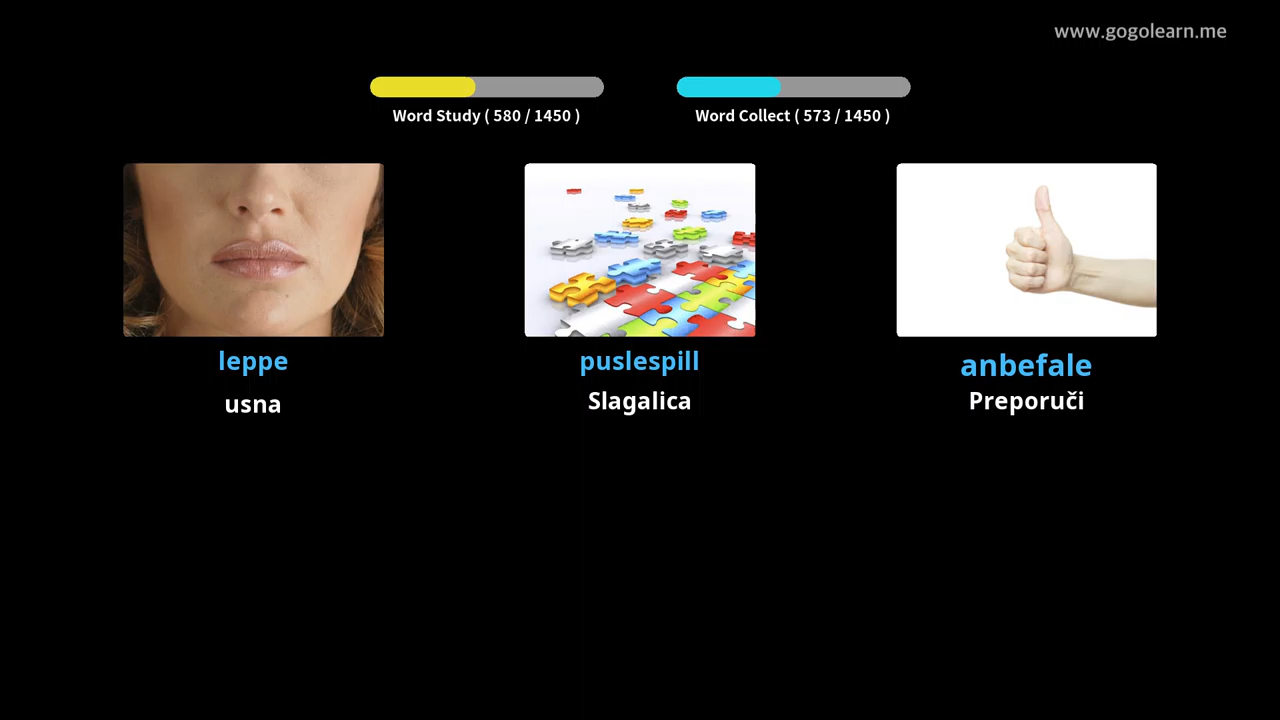 www.gogolearn.me
Word Study ( 580 / 1450 )
Word Collect ( 573 / 1450 )
leppe
puslespill
anbefale
usna
Slagalica
Preporuči